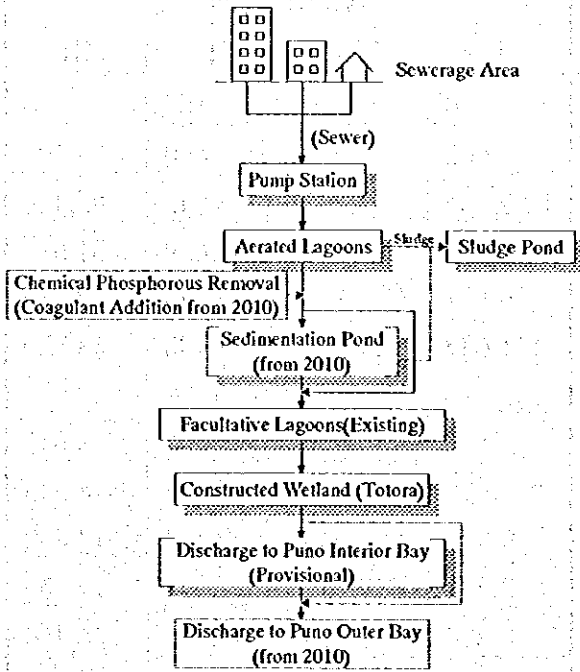 Sewerage Area
(Sewer)
Pump Station
Aerated Lagoons
Sludge
Sludge Pond
Chemical Phosphorous Removal
(Coagulant Addition from 2010)
Sedimentation Pond
(from 2010)
Facultative Lagoons(Existing)
Constructed Wetland (Totora)
Discharge to Puno Interior Bay
(Provisional)
Discharge to Puno Outer Bay
(from 2010)